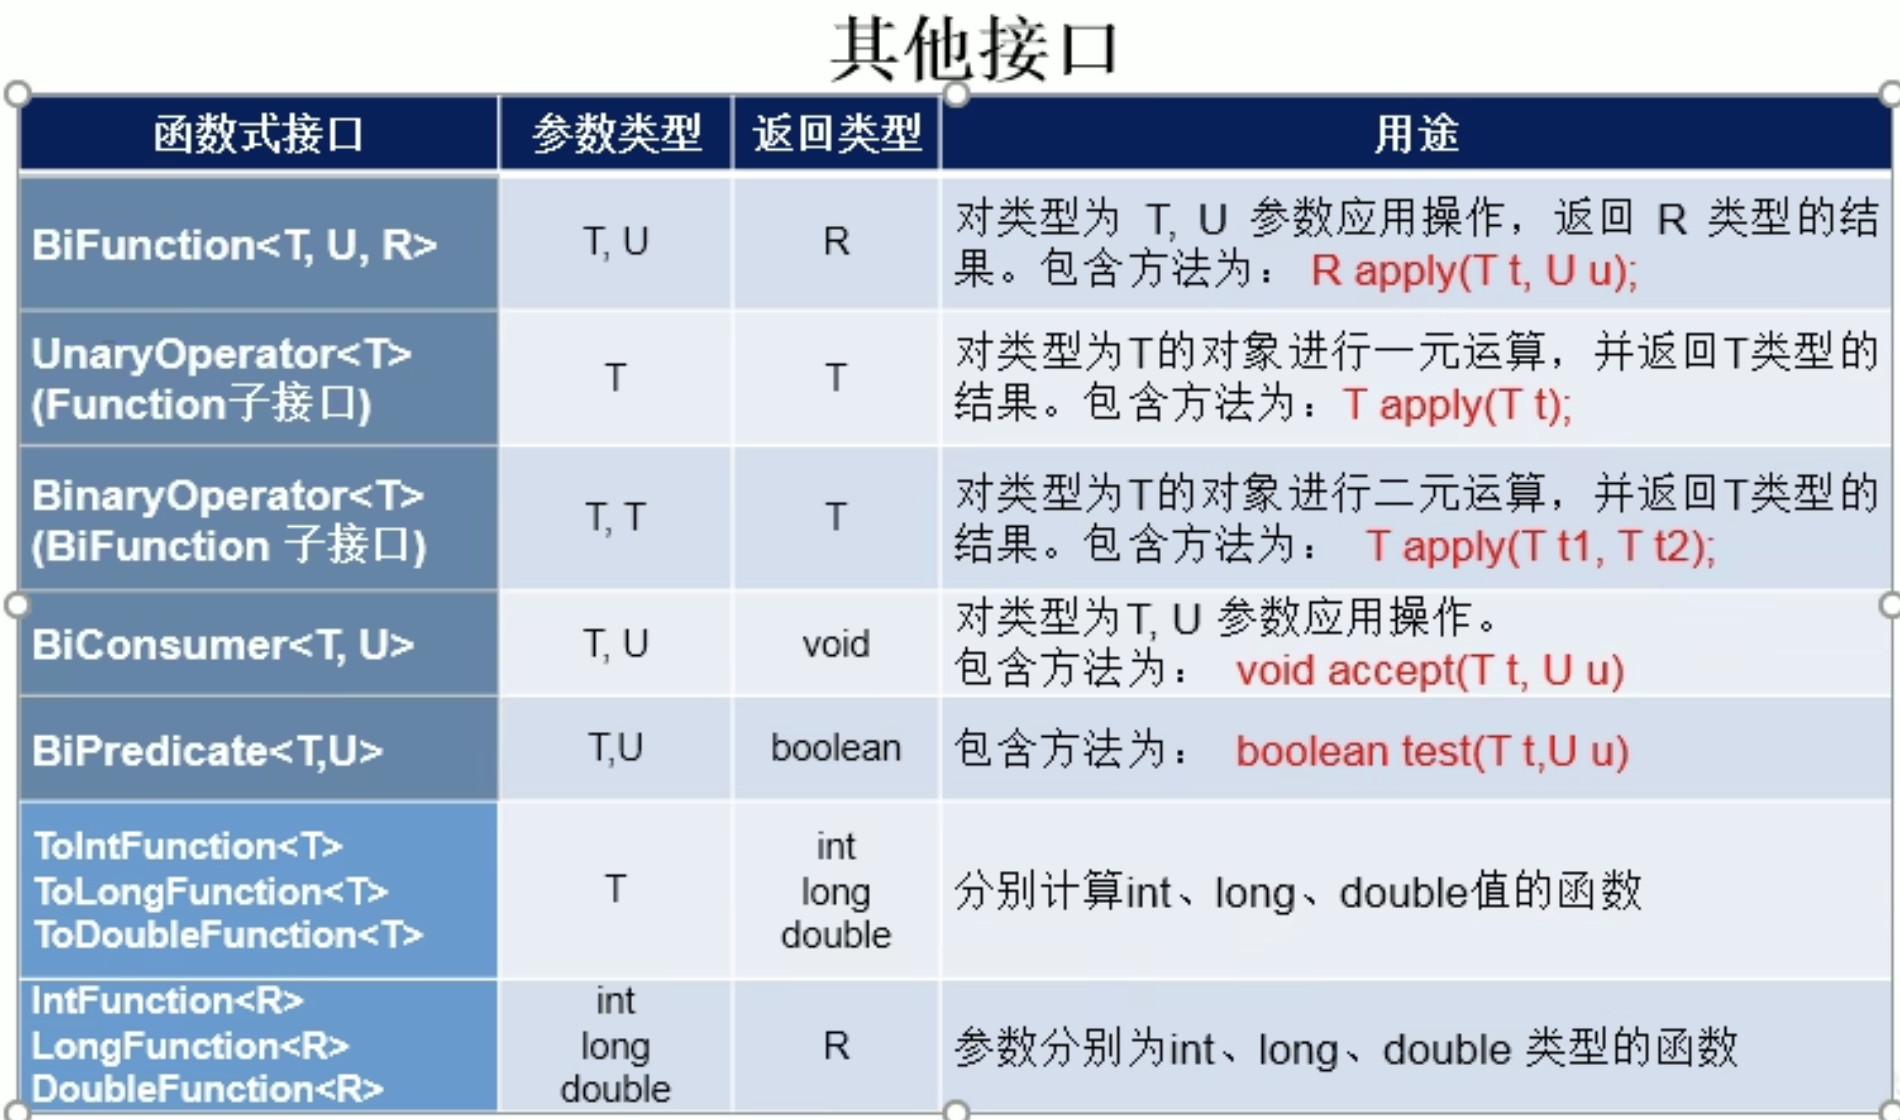 其他接口
函数式接口 参数类型 返回类型 用途
BiFunction<T, U, R> T, U R 对类型为 T, U 参数应用操作，返回 R 类型的结
果。包含方法为： R apply(T t, U u);
UnaryOperator<T>
(Function子接口) T T 对类型为T的对象进行一元运算，并返回T类型的
结果。包含方法为：T apply(T t);
BinaryOperator<T>
(BiFunction 子接口) T, T T 对类型为T的对象进行二元运算，并返回T类型的
结果。包含方法为： T apply(T t1, T t2);
BiConsumer<T, U> T, U void 对类型为T, U 参数应用操作。
包含方法为： void accept(T t, U u)
BiPredicate<T,U> T,U boolean 包含方法为： boolean test(T t,U u)
ToIntFunction<T>
ToLongFunction<T>
ToDoubleFunction<T>
T
int
long
double
分别计算int、long、double值的函数
IntFunction<R>
LongFunction<R>
DoubleFunction<R>
int
long
double
R
参数分别为int、long、double 类型的函数